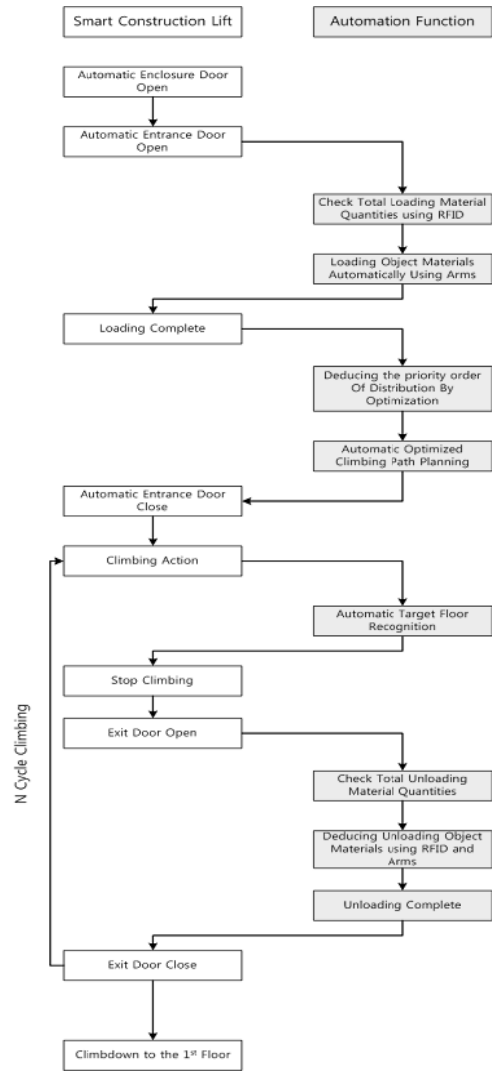 Smart Construction Lift
Automation Function
Automatic Enclosure Door
Open
Automatic Entrance Door
Open
Check Total Loading Material
Quantities using RFID
Loading Object Materials
Automatically Using Arms
Loading Complete
Deducing the priority order
Of Distribution By
Optimization
Automatic Optimized
Climbing Path Planning
Automatic Entrance Door
Close
Climbing Action
Automatic Target Floor
Recognition
Stop Climbing
Exit Door Open
N Cycle Climbing
Check Total Unloading
Material Quantities
Deducing Unloading Object
Materials using RFID and
Arms
Unloading Complete
Exit Door Close
Climbdown to the 1st Floor